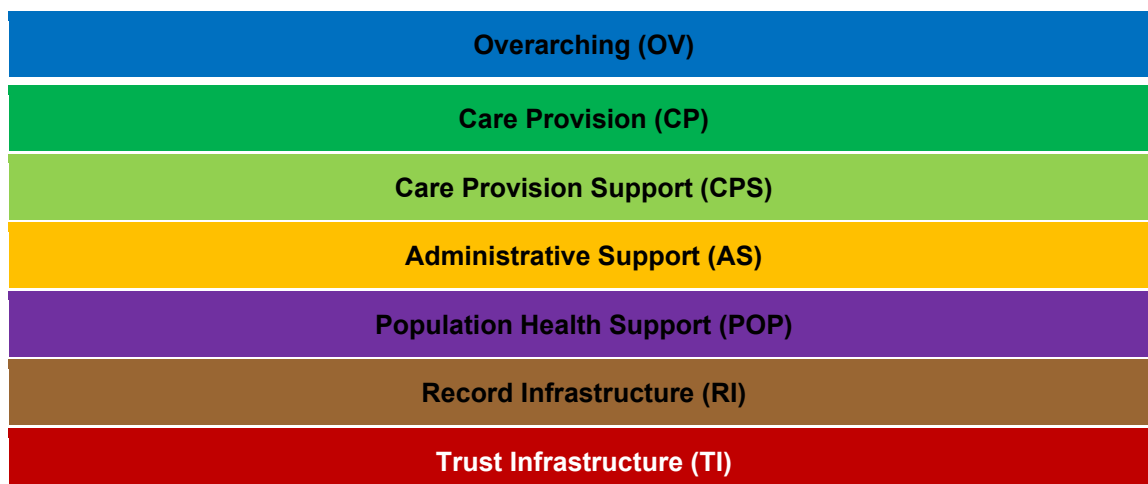 Overarching (OV)
Care Provision (CP)
Care Provision Support (CPS)
Administrative Support (AS)
Population Health Support (POP)
Record Infrastructure (RI)
Trust Infrastructure (TI)